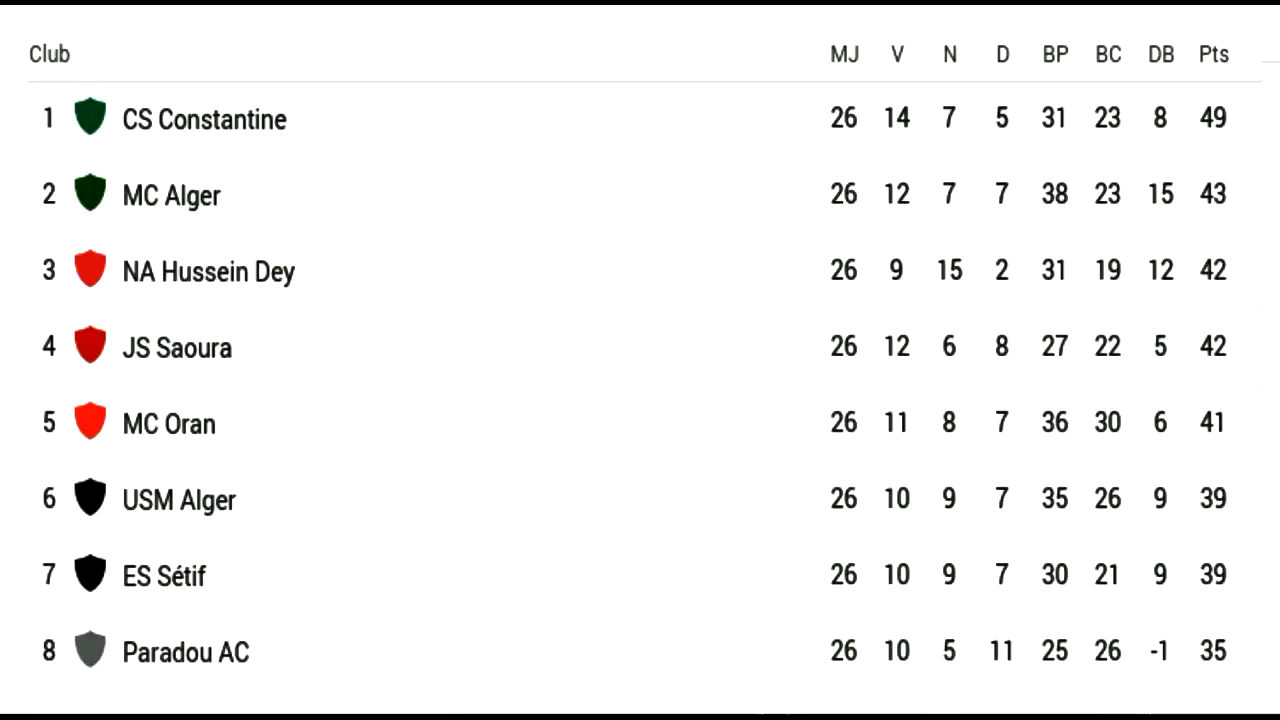 Club MJ V N D BP BC DB Pts
1 CS Constantine 26 14 7 5 31 23 8 49
2 MC Alger 26 12 7 7 38 23 15 43
3 NA Hussein Dey 26 9 15 2 31 19 12 42
4 JS Saoura 26 12 6 8 27 22 5 42
5 MC Oran 26 11 8 7 36 30 6 41
6 USM Alger 26 10 9 7 35 26 9 39
7 ES Sétif 26 10 9 7 30 21 9 39
8 Paradou AC 26 10 5 11 25 26 -1 35